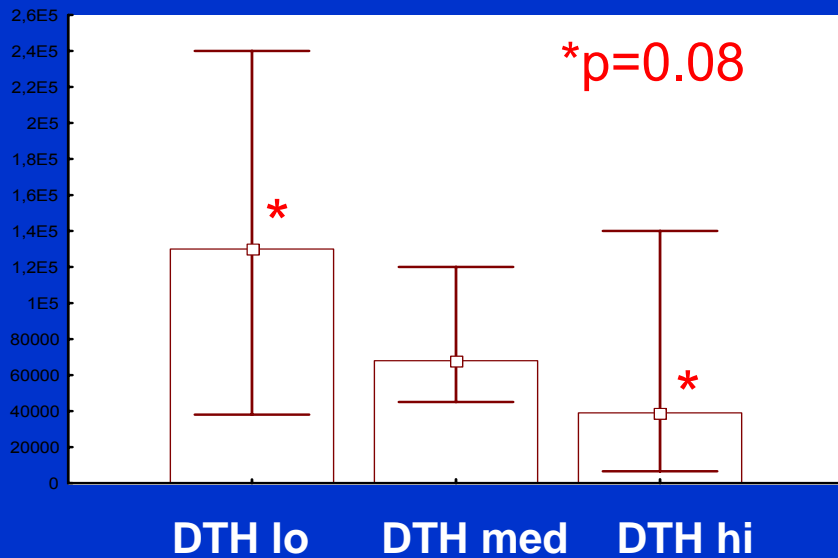 2,6E5
2,4E5
2,2E5
2E5
1,8E5
1,6E5
1,4E5
1,2E5
1E5
80000
60000
40000
20000
0
*p=0.08
*
*
DTH lo DTH med DTH hi